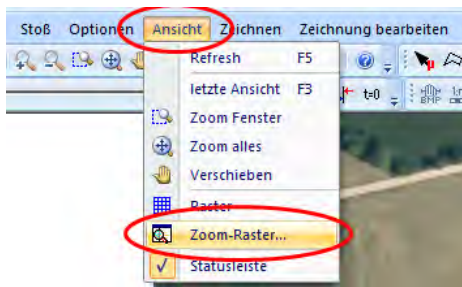 Stoß Optionen Ansicht Zeichnen Zeichnung bearbeiten
Refresh F5
t=0 BMP
letzte Ansicht F3
Zoom Fenster
Zoom alles
Verschieben
Raster
Zoom-Raster...
Statusleiste